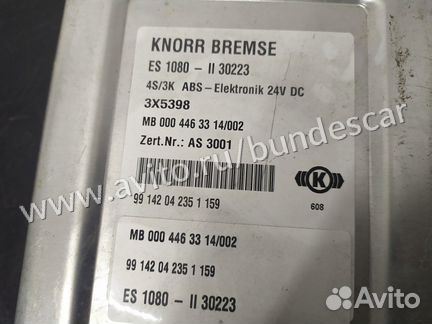 KNORR BREMSE
ES 1080 – II 30223
4S/3K ABS – Elektronik 24V DC
3X5398
MB 000 446 33 14/002
Zert.Nr.: AS 3001
K
99 142 04 235 1 159
608
MB 000 446 33 14/002
99 142 04 235 1 159
ES 1080 – II 30223
www.avito.ru/bundescar
Avito